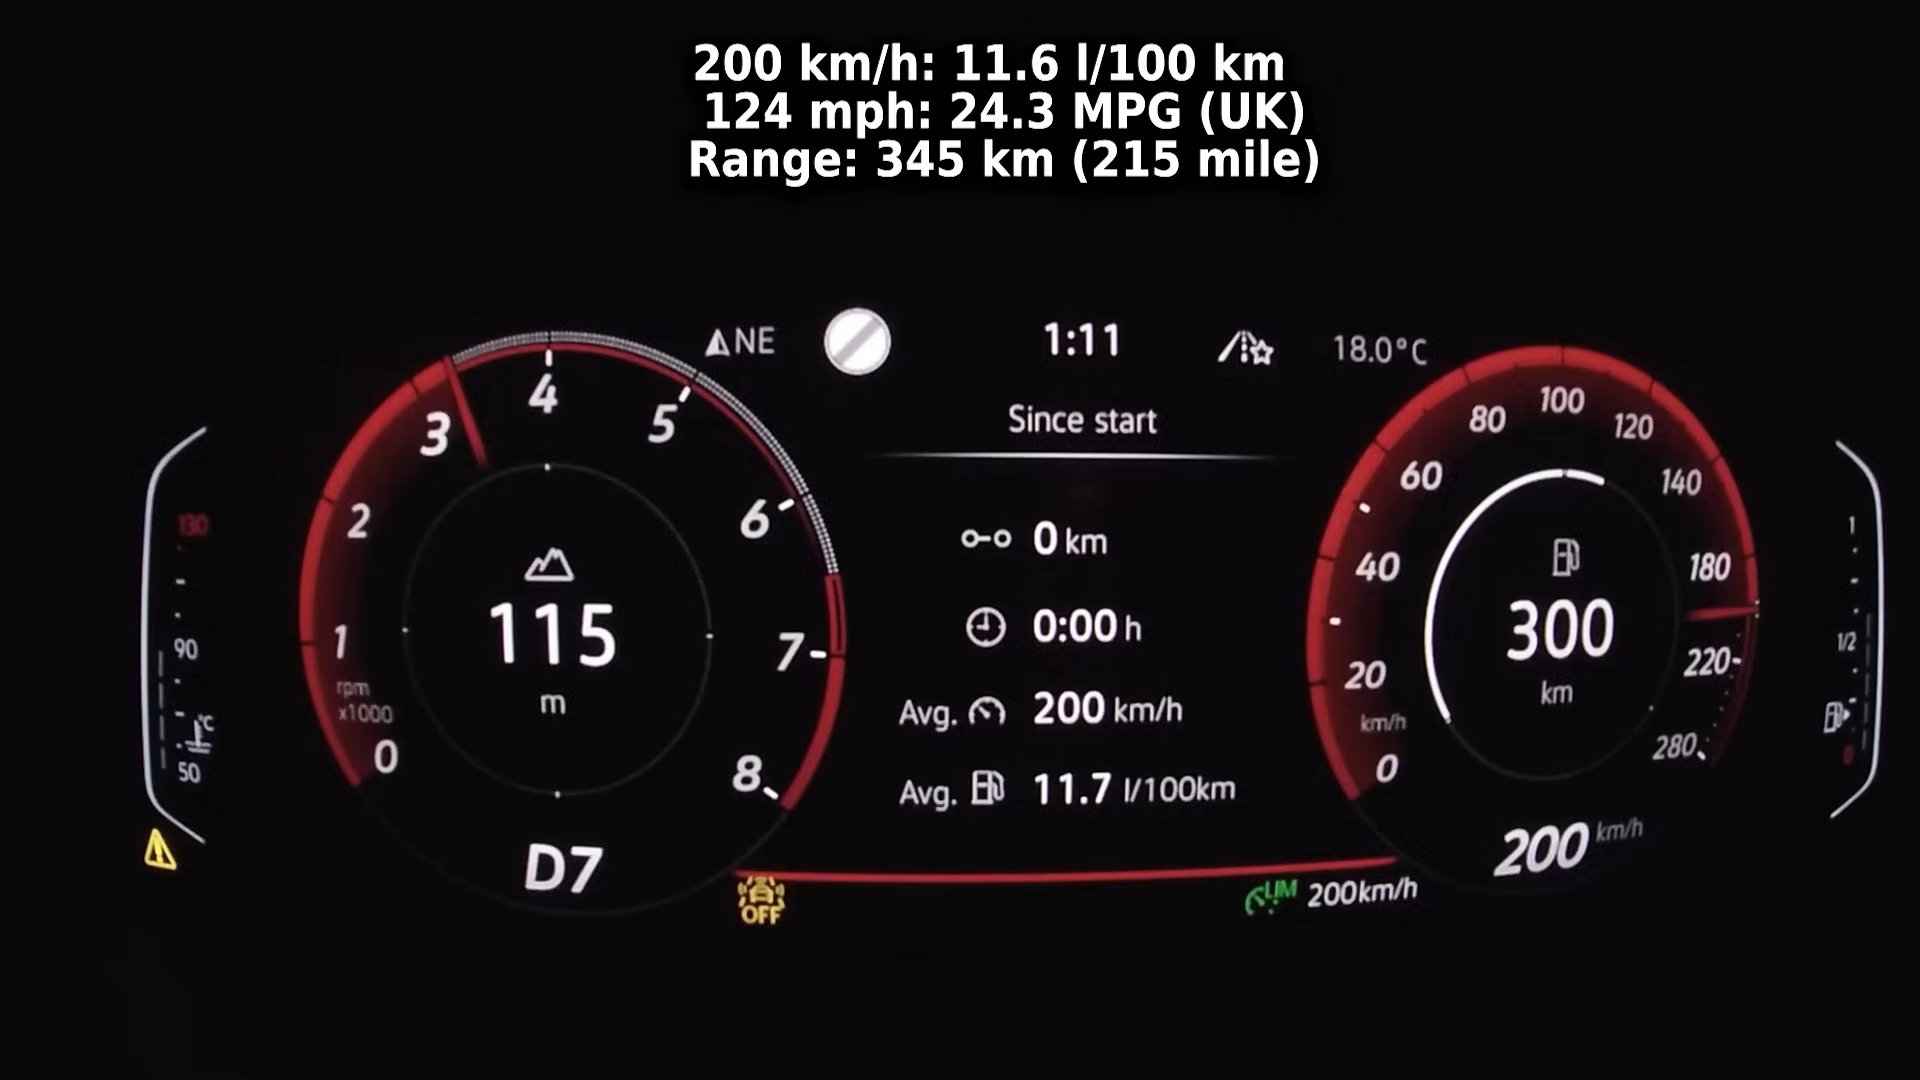 200 km/h: 11.6 l/100 km
124 mph: 24.3 MPG (UK)
Range: 345 km (215 mile)
NE
1:11
18.0°C
Since start
0 km
0:00 h
Avg. 200 km/h
Avg. 11.7 l/100km
130
90
°C
50
0
1
2
3
4
5
6
7
8
rpm
x1000
115
m
D7
OFF
LIM 200km/h
0
20
40
60
80
100
120
140
180
220
280
km/h
300
km
200 km/h
1
1/2
0